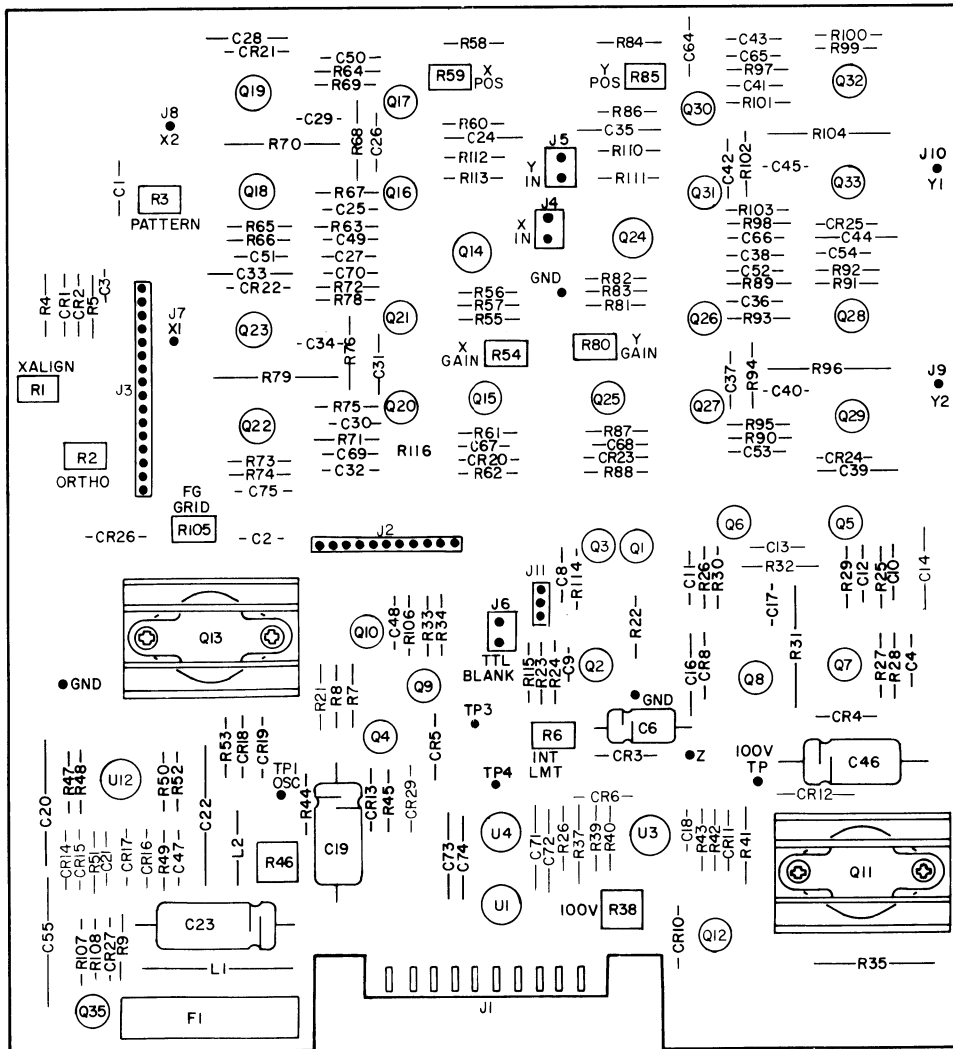 C28
CR21
R58
R84
C64
C43
R100
R99
C50
R64
R69
C65
R97
C41
R101
Q19
R59
X
POS
Y
POS
R85
Q30
Q32
Q17
J8
X2
C29
R68
C26
R60
C24
R86
C35
R70
R112
R113
J5
Y
IN
R110
R111
C42
R102
R104
C45
J10
Y1
C1
R3
PATTERN
Q18
R67
C25
Q16
Q31
Q33
J4
X
IN
R65
R66
C51
C33
CR22
R63
C49
C27
C70
R72
R78
Q14
Q24
R103
R98
C66
C38
C52
R89
C36
R93
CR25
C44
C54
R92
R91
GND
R4
CR1
CR2
R5
C3
R56
R57
R55
R82
R83
R81
J7
X1
Q23
Q21
Q26
Q28
C34
R76
C31
X
GAIN
R54
R80
Y
GAIN
XALIGN
R1
J3
R79
C37
R94
R96
C40
J9
Y2
R75
C30
R71
C69
C32
Q20
Q15
Q25
Q27
Q29
Q22
R116
R61
C67
CR20
R62
R87
C68
CR23
R88
R95
R90
C53
R2
ORTHO
R73
R74
C75
CR24
C39
FG
GRID
R105
CR26
C2
J2
Q3
Q1
Q6
Q5
C13
R32
J11
C8
R114
C11
R26
R30
R29
C12
R25
C10
C14
C17
Q13
Q10
C48
R106
R33
R34
J6
TTL
BLANK
R22
R31
R15
R23
R24
C9
Q2
C16
CR8
Q8
Q7
R27
R28
C4
GND
R21
R8
R7
Q9
GND
TP3
Q4
CR5
R6
INT
LMT
C6
CR3
Z
CR4
100V
TP
C46
CR12
R53
CR18
CR19
C20
R47
R48
U12
R50
R52
C22
TP1
OSC
TP4
R44
C19
CR13
R45
CR29
CR6
CR14
CR15
R51
C21
CR17
CR16
R49
C47
L2
R46
C73
C74
U4
C71
C72
R26
R37
R39
R40
U3
C18
R43
R42
CR11
R41
Q11
U1
100V
R38
C55
C23
R107
R108
CR27
R9
L1
CR10
Q12
R35
Q35
F1
J1